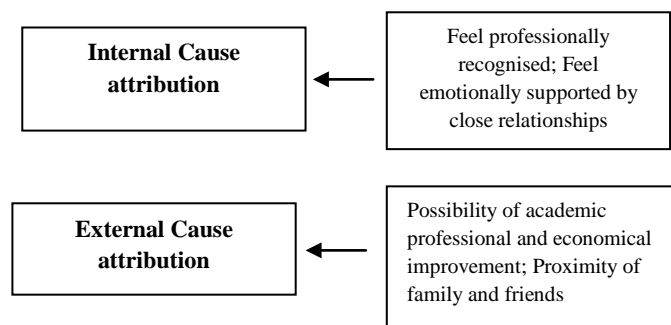 Internal Cause
attribution
Feel professionally
recognised; Feel
emotionally supported by
close relationships
External Cause
attribution
Possibility of academic
professional and economical
improvement; Proximity of
family and friends